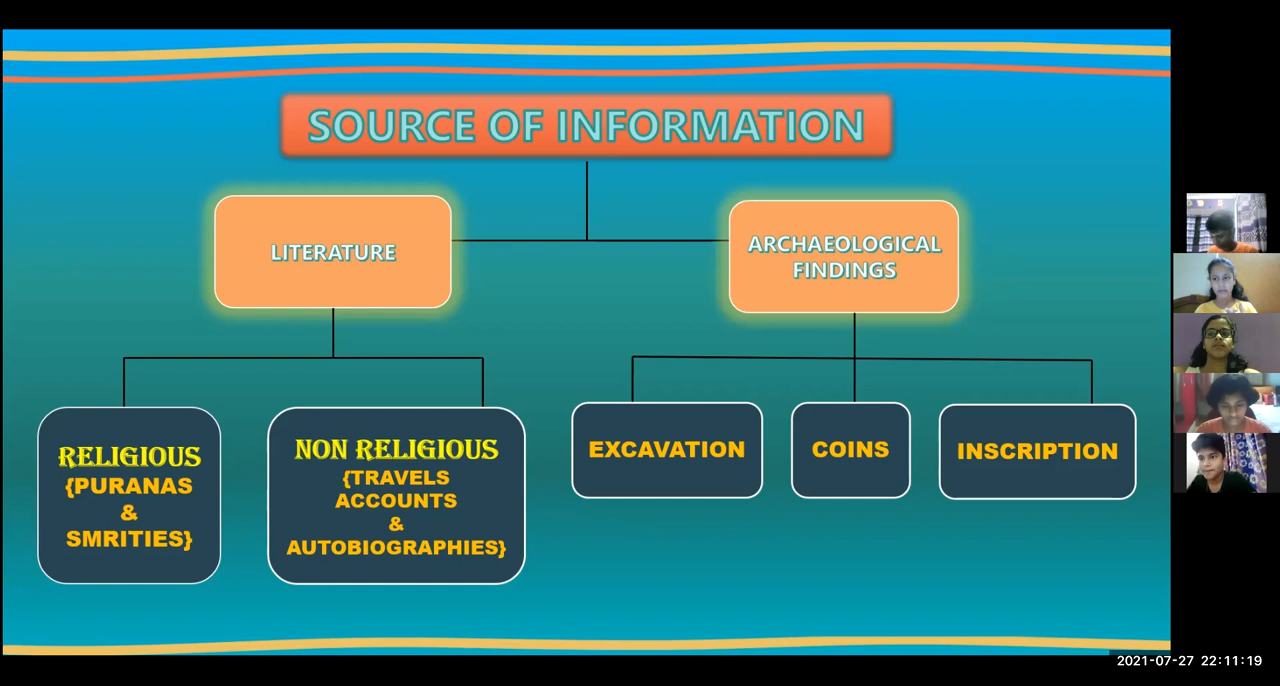 SOURCE OF INFORMATION
LITERATURE
ARCHAEOLOGICAL
FINDINGS
RELIGIOUS
{PURANAS
&
SMRITIES}
NON RELIGIOUS
{TRAVELS
ACCOUNTS
&
AUTOBIOGRAPHIES}
EXCAVATION
COINS
INSCRIPTION
2021-07-27 22:11:19